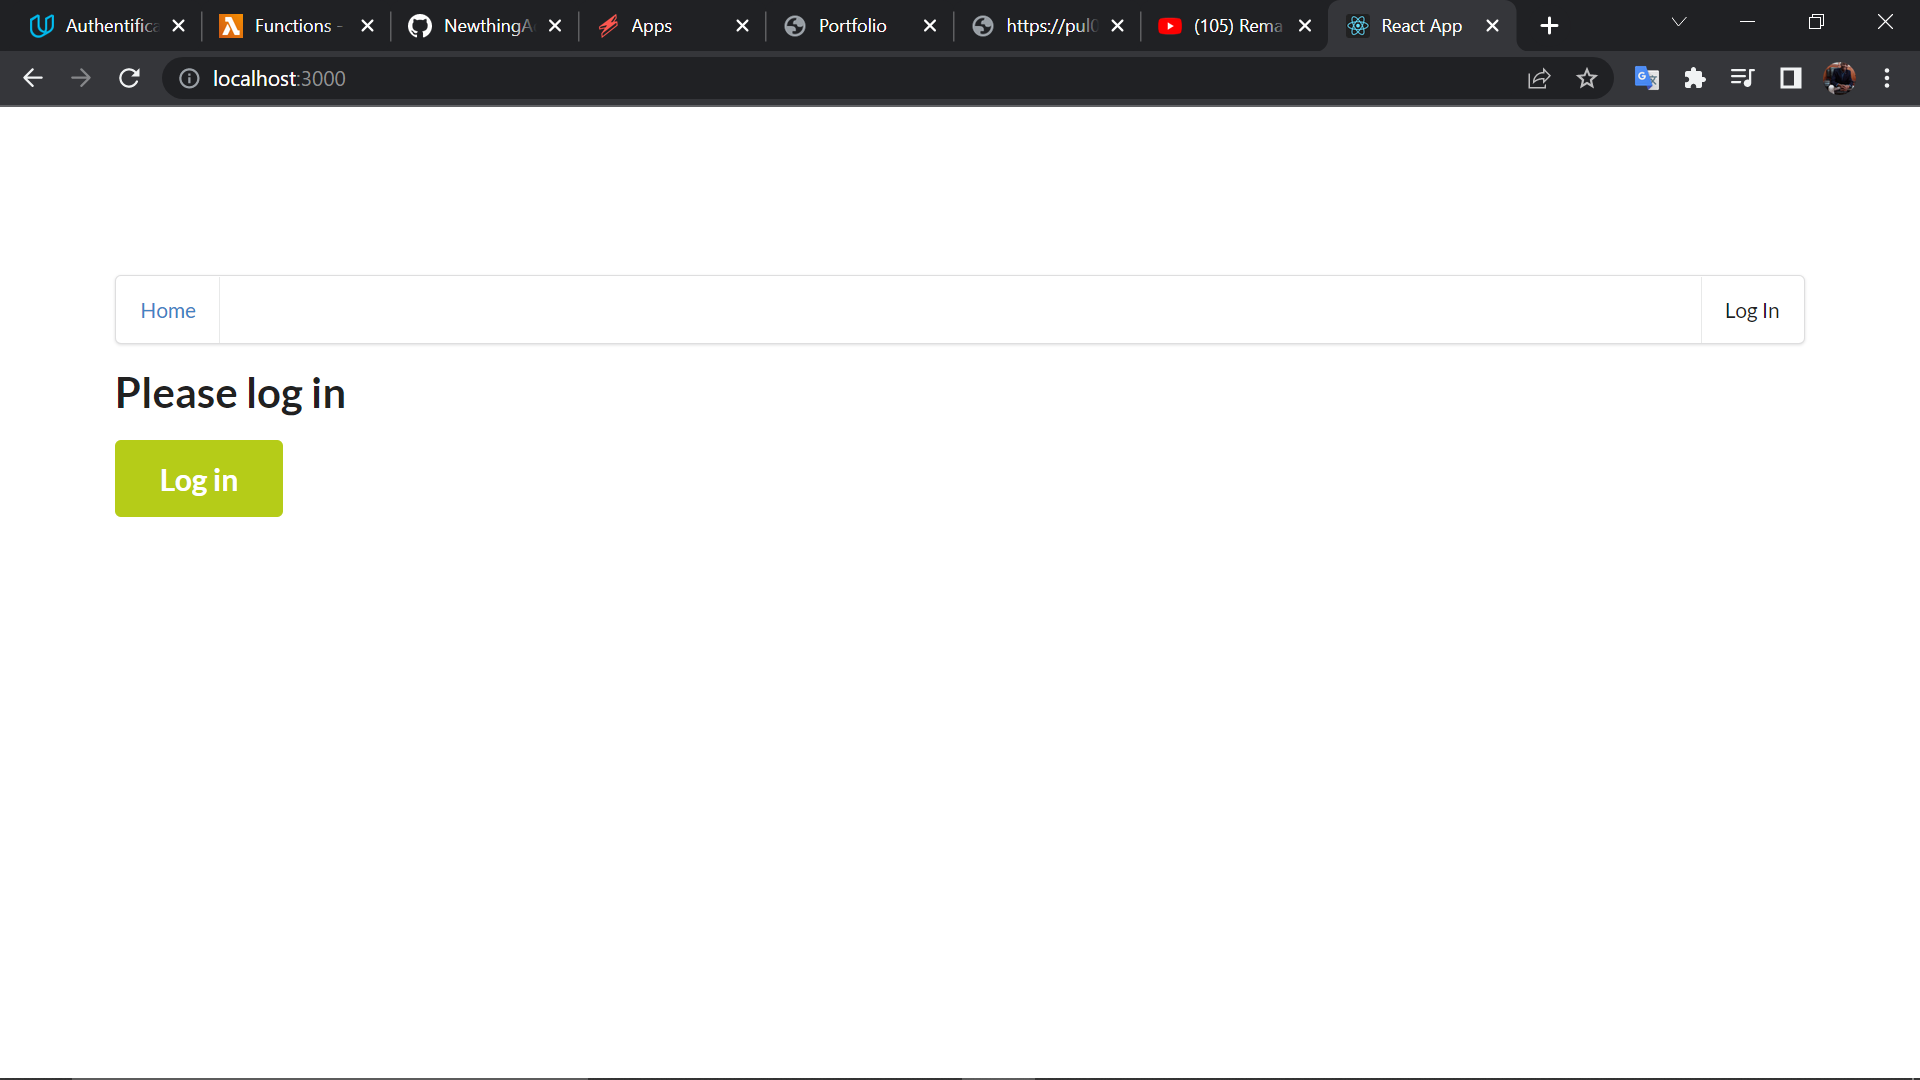 Authentifica
Functions -
NewthingA
Apps
Portfolio
https://pul
(105) Rema
React App
localhost:3000
Home
Log In
Please log in
Log in